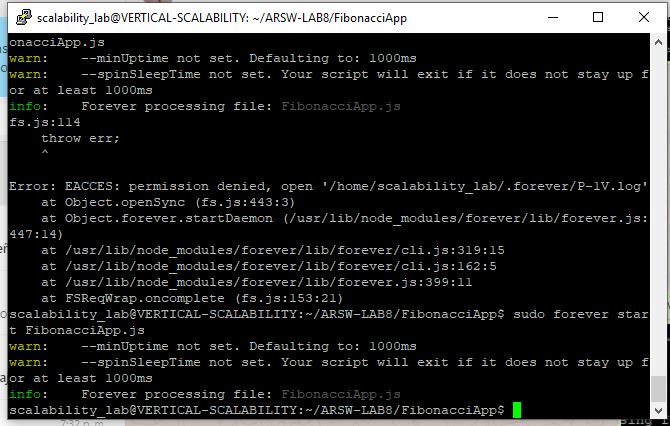 scalability_lab@VERTICAL-SCALABILITY: ~/ARSW-LAB8/FibonacciApp
onacciApp.js
warn:    --minUptime not set. Defaulting to: 1000ms
warn:    --spinSleepTime not set. Your script will exit if it does not stay up f
or at least 1000ms
info:    Forever processing file: FibonacciApp.js
fs.js:114
    throw err;
    ^

Error: EACCES: permission denied, open '/home/scalability_lab/.forever/P-1V.log'
    at Object.openSync (fs.js:443:3)
    at Object.forever.startDaemon (/usr/lib/node_modules/forever/lib/forever.js:
447:14)
    at /usr/lib/node_modules/forever/lib/forever/cli.js:319:15
    at /usr/lib/node_modules/forever/lib/forever/cli.js:162:5
    at /usr/lib/node_modules/forever/lib/forever.js:399:11
    at FSReqWrap.oncomplete (fs.js:153:21)
scalability_lab@VERTICAL-SCALABILITY:~/ARSW-LAB8/FibonacciApp$ sudo forever star
t FibonacciApp.js
warn:    --minUptime not set. Defaulting to: 1000ms
warn:    --spinSleepTime not set. Your script will exit if it does not stay up f
or at least 1000ms
info:    Forever processing file: FibonacciApp.js
scalability_lab@VERTICAL-SCALABILITY:~/ARSW-LAB8/FibonacciApp$
7:32 p. m.